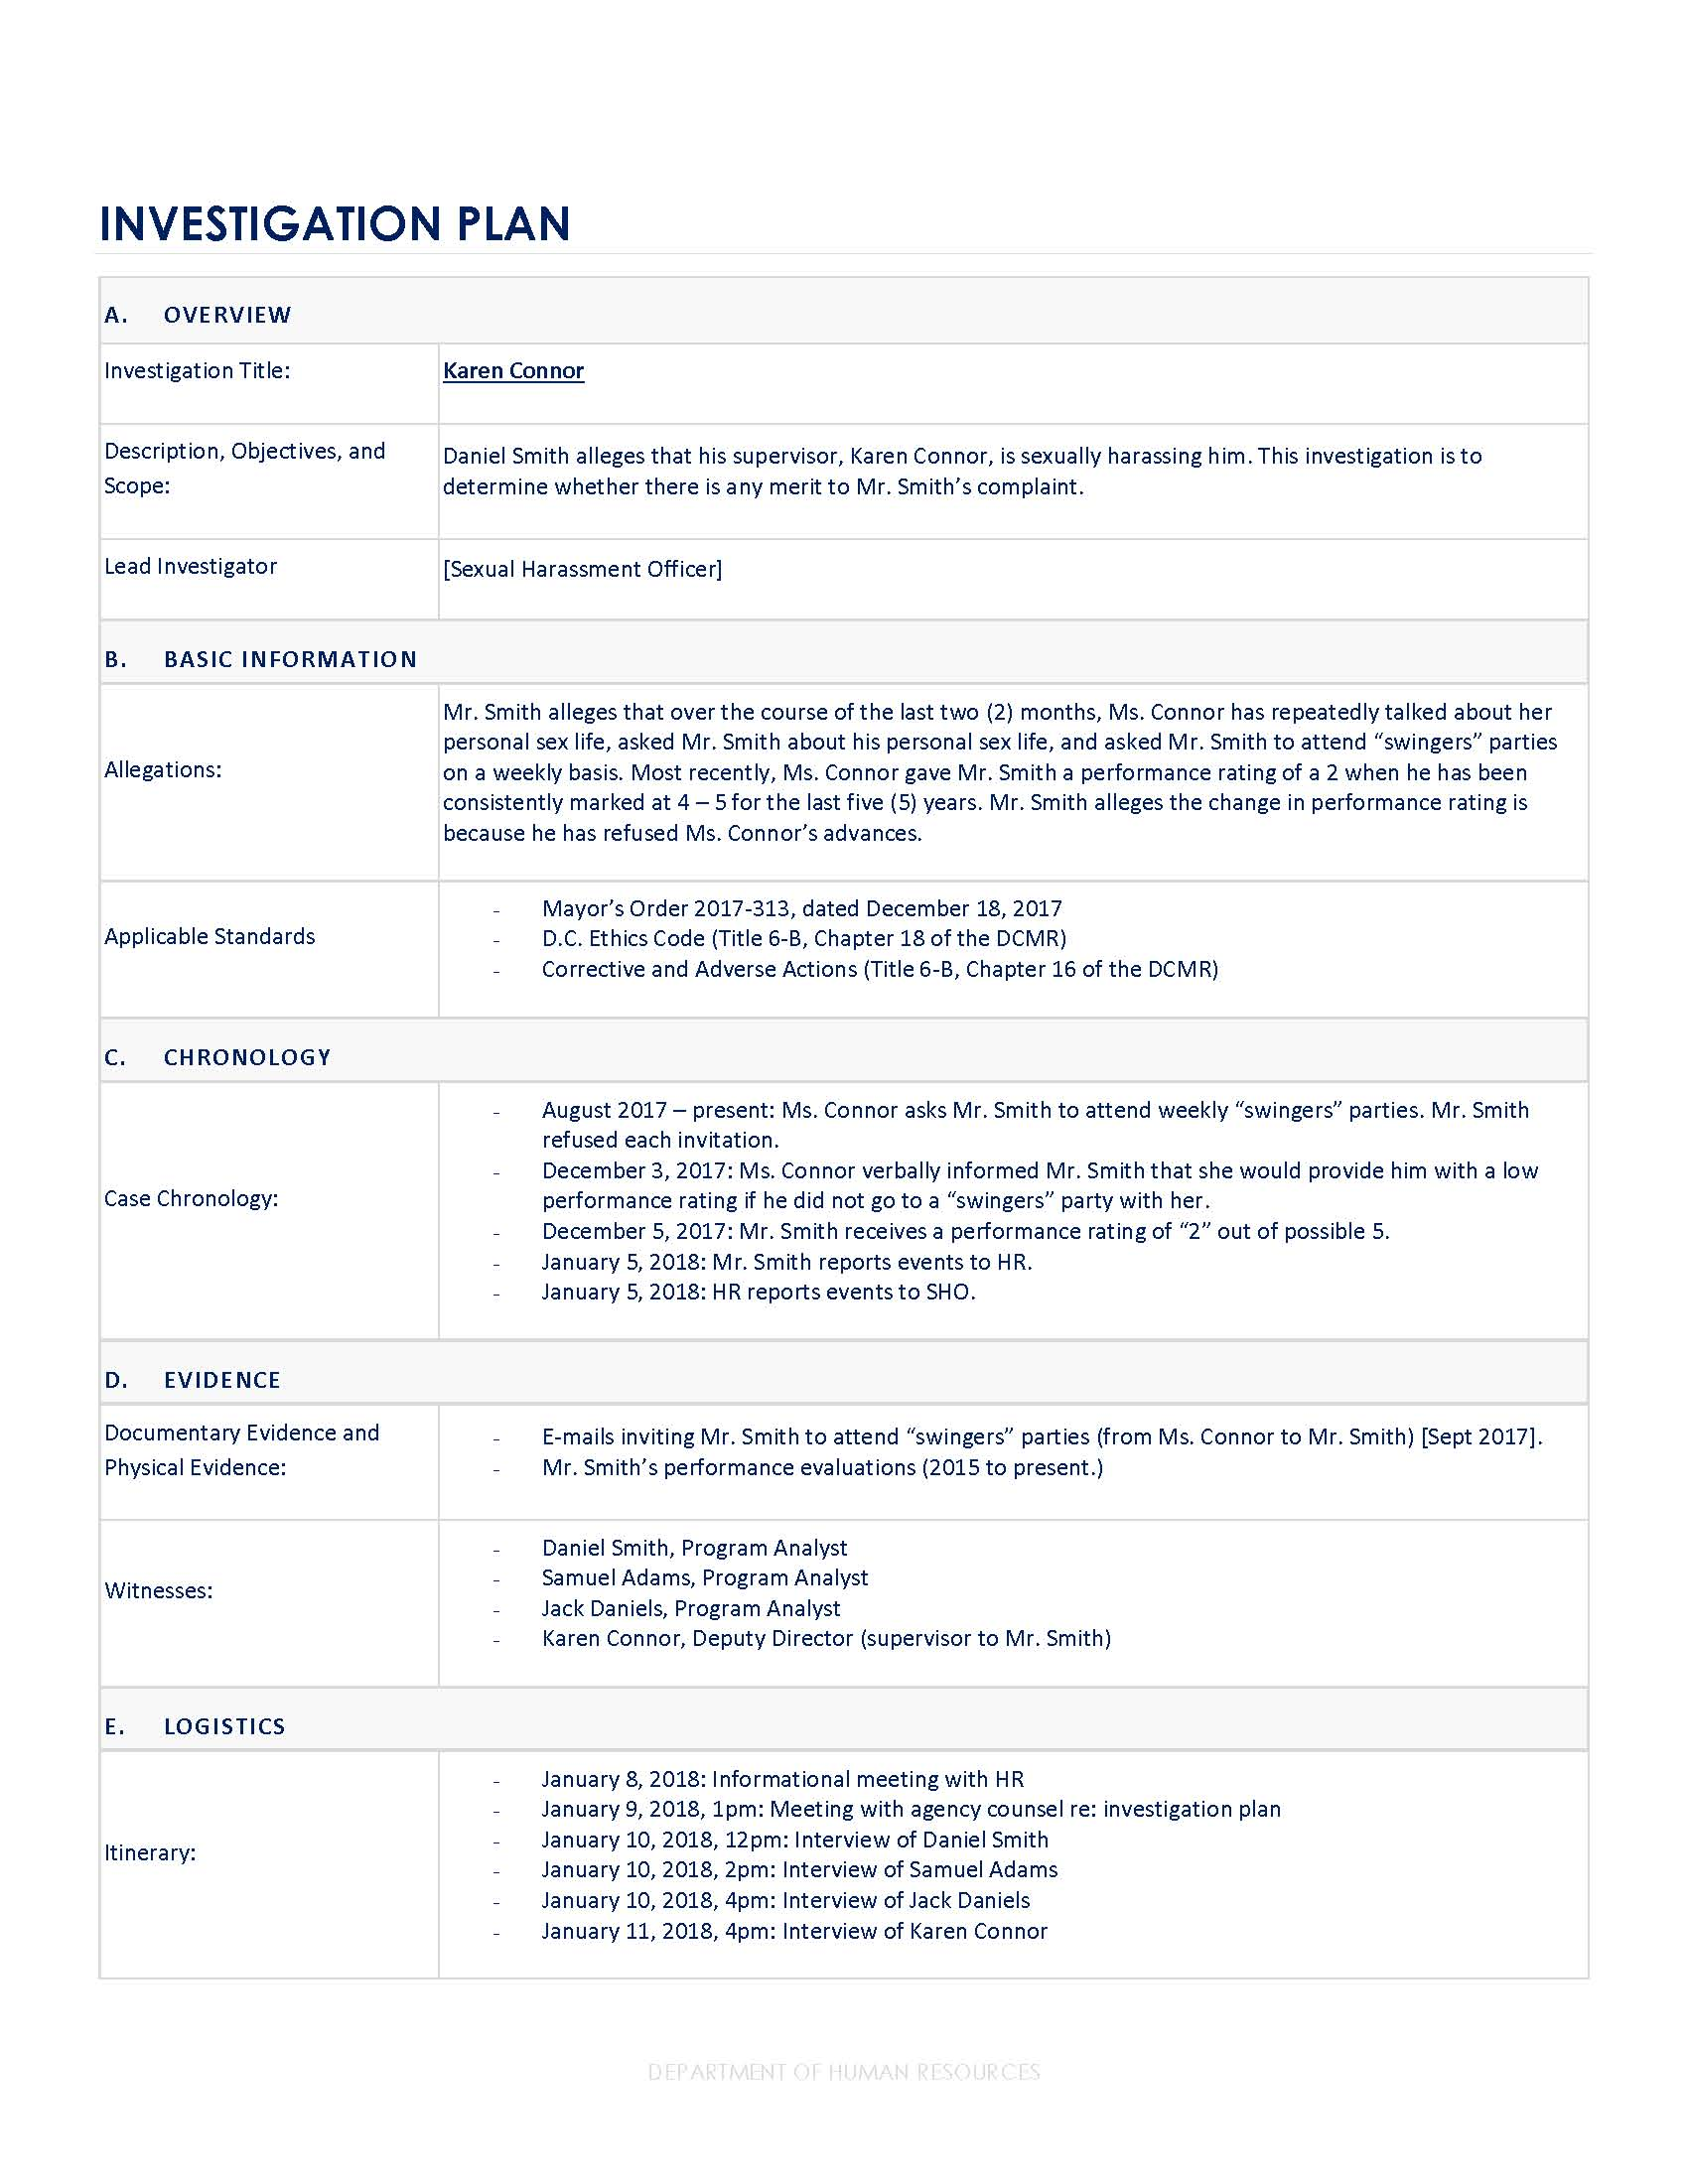 INVESTIGATION PLAN
A. OVERVIEW
Investigation Title:
Karen Connor
Description, Objectives, and
Scope:
Daniel Smith alleges that his supervisor, Karen Connor, is sexually harassing him. This investigation is to
determine whether there is any merit to Mr. Smith’s complaint.
Lead Investigator
[Sexual Harassment Officer]
B. BASIC INFORMATION
Allegations:
Mr. Smith alleges that over the course of the last two (2) months, Ms. Connor has repeatedly talked about her
personal sex life, asked Mr. Smith about his personal sex life, and asked Mr. Smith to attend “swingers” parties
on a weekly basis. Most recently, Ms. Connor gave Mr. Smith a performance rating of a 2 when he has been
consistently marked at 4 – 5 for the last five (5) years. Mr. Smith alleges the change in performance rating is
because he has refused Ms. Connor’s advances.
Applicable Standards
- Mayor’s Order 2017-313, dated December 18, 2017
- D.C. Ethics Code (Title 6-B, Chapter 18 of the DCMR)
- Corrective and Adverse Actions (Title 6-B, Chapter 16 of the DCMR)
C. CHRONOLOGY
Case Chronology:
- August 2017 – present: Ms. Connor asks Mr. Smith to attend weekly “swingers” parties. Mr. Smith
refused each invitation.
- December 3, 2017: Ms. Connor verbally informed Mr. Smith that she would provide him with a low
performance rating if he did not go to a “swingers” party with her.
- December 5, 2017: Mr. Smith receives a performance rating of “2” out of possible 5.
- January 5, 2018: Mr. Smith reports events to HR.
- January 5, 2018: HR reports events to SHO.
D. EVIDENCE
Documentary Evidence and
Physical Evidence:
- E-mails inviting Mr. Smith to attend “swingers” parties (from Ms. Connor to Mr. Smith) [Sept 2017].
- Mr. Smith’s performance evaluations (2015 to present.)
Witnesses:
- Daniel Smith, Program Analyst
- Samuel Adams, Program Analyst
- Jack Daniels, Program Analyst
- Karen Connor, Deputy Director (supervisor to Mr. Smith)
E. LOGISTICS
Itinerary:
- January 8, 2018: Informational meeting with HR
- January 9, 2018, 1pm: Meeting with agency counsel re: investigation plan
- January 10, 2018, 12pm: Interview of Daniel Smith
- January 10, 2018, 2pm: Interview of Samuel Adams
- January 10, 2018, 4pm: Interview of Jack Daniels
- January 11, 2018, 4pm: Interview of Karen Connor
DEPARTMENT OF HUMAN RESOURCES